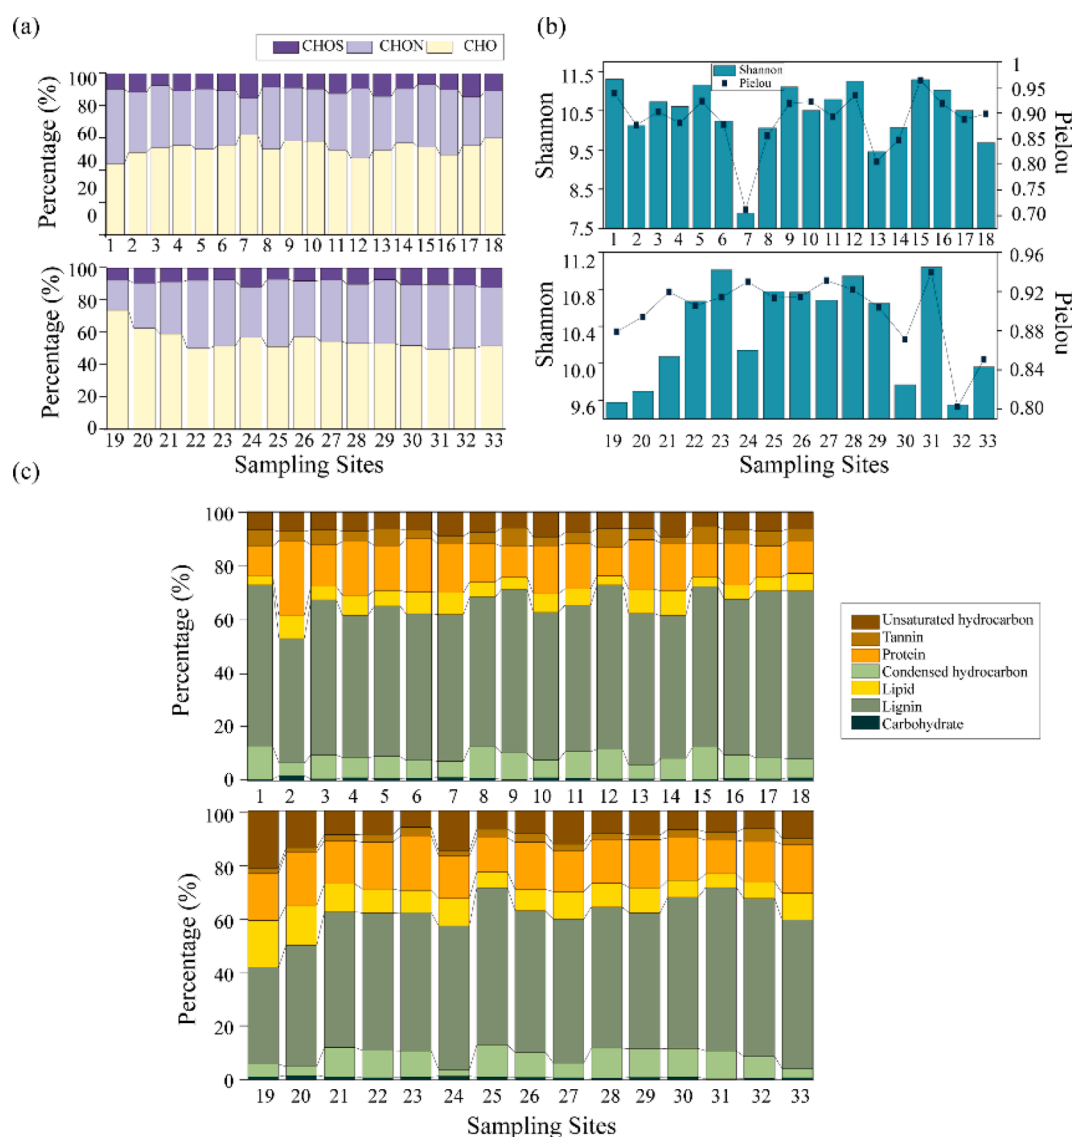 (a)
CHOS CHON CHO
Percentage (%)
100
80
60
40
20
0
1 2 3 4 5 6 7 8 9 10 11 12 13 14 15 16 17 18
Percentage (%)
100
80
60
40
20
0
19 20 21 22 23 24 25 26 27 28 29 30 31 32 33
Sampling Sites
(b)
Shannon
Pielou
Shannon
11.5
10.5
9.5
8.5
7.5
1
0.95
0.90
0.85
0.80
0.75
0.70
Pielou
1 2 3 4 5 6 7 8 9 10 11 12 13 14 15 16 17 18
Shannon
11.2
10.8
10.4
10.0
9.6
0.96
0.92
0.88
0.84
0.80
Pielou
19 20 21 22 23 24 25 26 27 28 29 30 31 32 33
Sampling Sites
(c)
Percentage (%)
100
80
60
40
20
0
1 2 3 4 5 6 7 8 9 10 11 12 13 14 15 16 17 18
Unsaturated hydrocarbon
Tannin
Protein
Condensed hydrocarbon
Lipid
Lignin
Carbohydrate
Percentage (%)
100
80
60
40
20
0
19 20 21 22 23 24 25 26 27 28 29 30 31 32 33
Sampling Sites